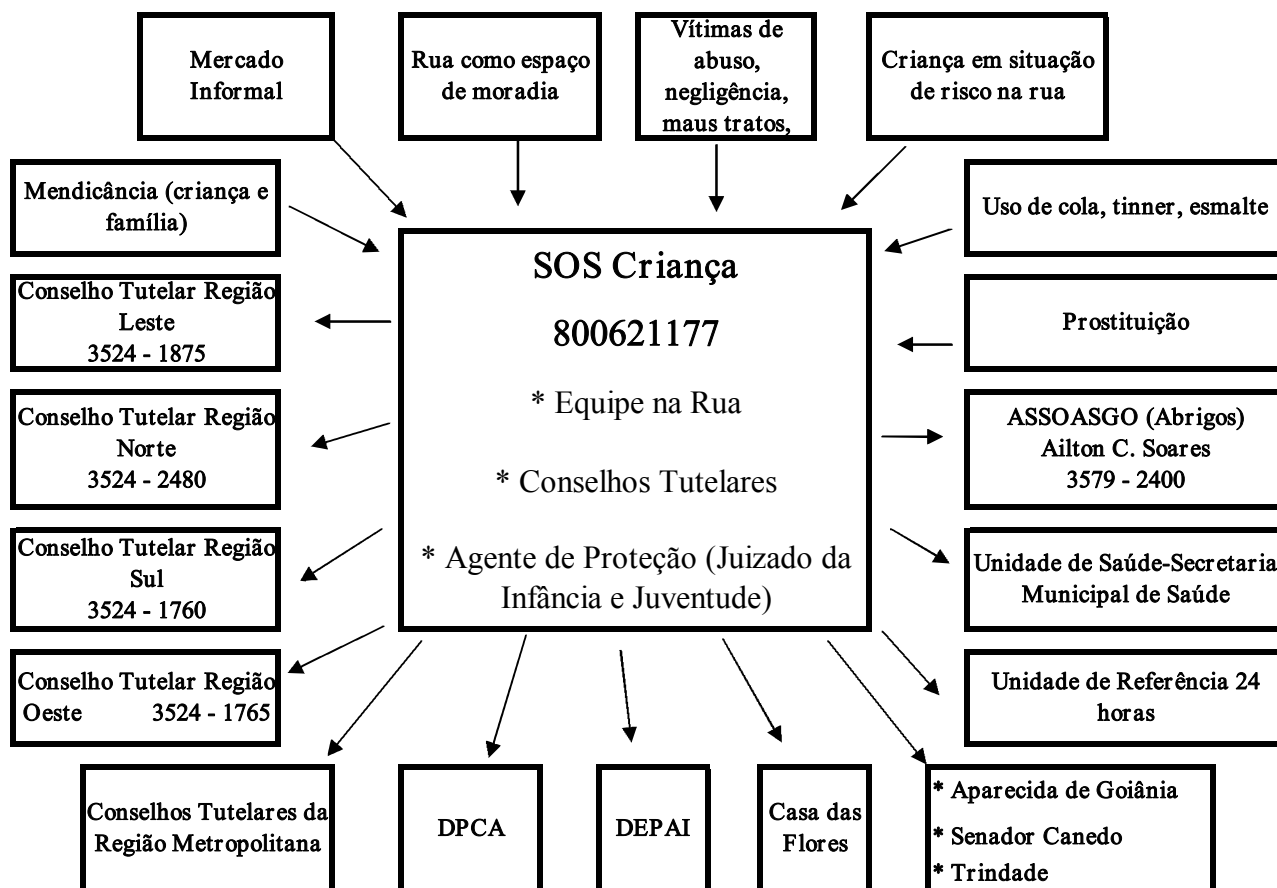 Mercado
Informal
Rua como espaço
de moradia
Vítimas de
abuso,
negligência,
maus tratos,
Criança em situação
de risco na rua
Mendicância (criança e
família)
Uso de cola, tinner, esmalte
SOS Criança
800621177
* Equipe na Rua
* Conselhos Tutelares
* Agente de Proteção (Juizado da
Infância e Juventude)
Conselho Tutelar Região
Leste
3524 - 1875
Prostituição
Conselho Tutelar Região
Norte
3524 - 2480
ASSOASGO (Abrigos)
Ailton C. Soares
3579 - 2400
Conselho Tutelar Região
Sul
3524 - 1760
Unidade de Saúde-Secretaria
Municipal de Saúde
Conselho Tutelar Região
Oeste 3524 - 1765
Unidade de Referência 24
horas
Conselhos Tutelares da
Região Metropolitana
DPCA
DEPAI
Casa das
Flores
* Aparecida de Goiânia
* Senador Canedo
* Trindade